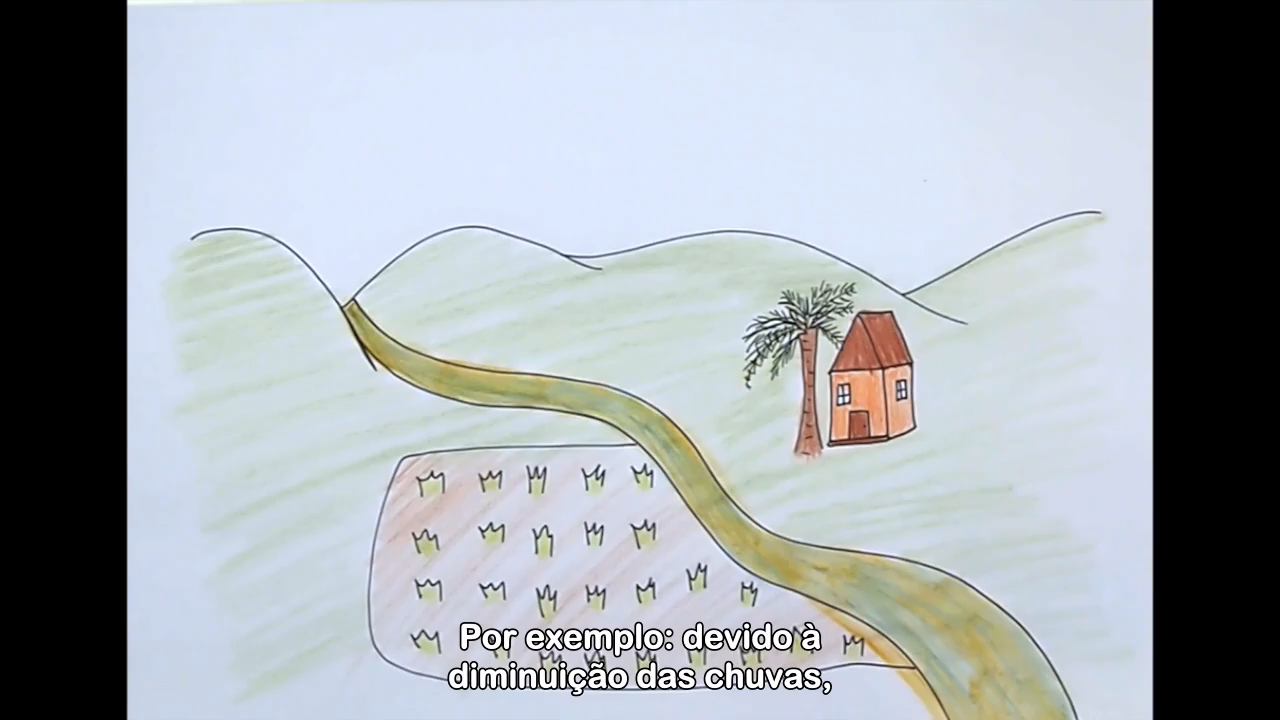 Por exemplo: devido à
diminuição das chuvas,